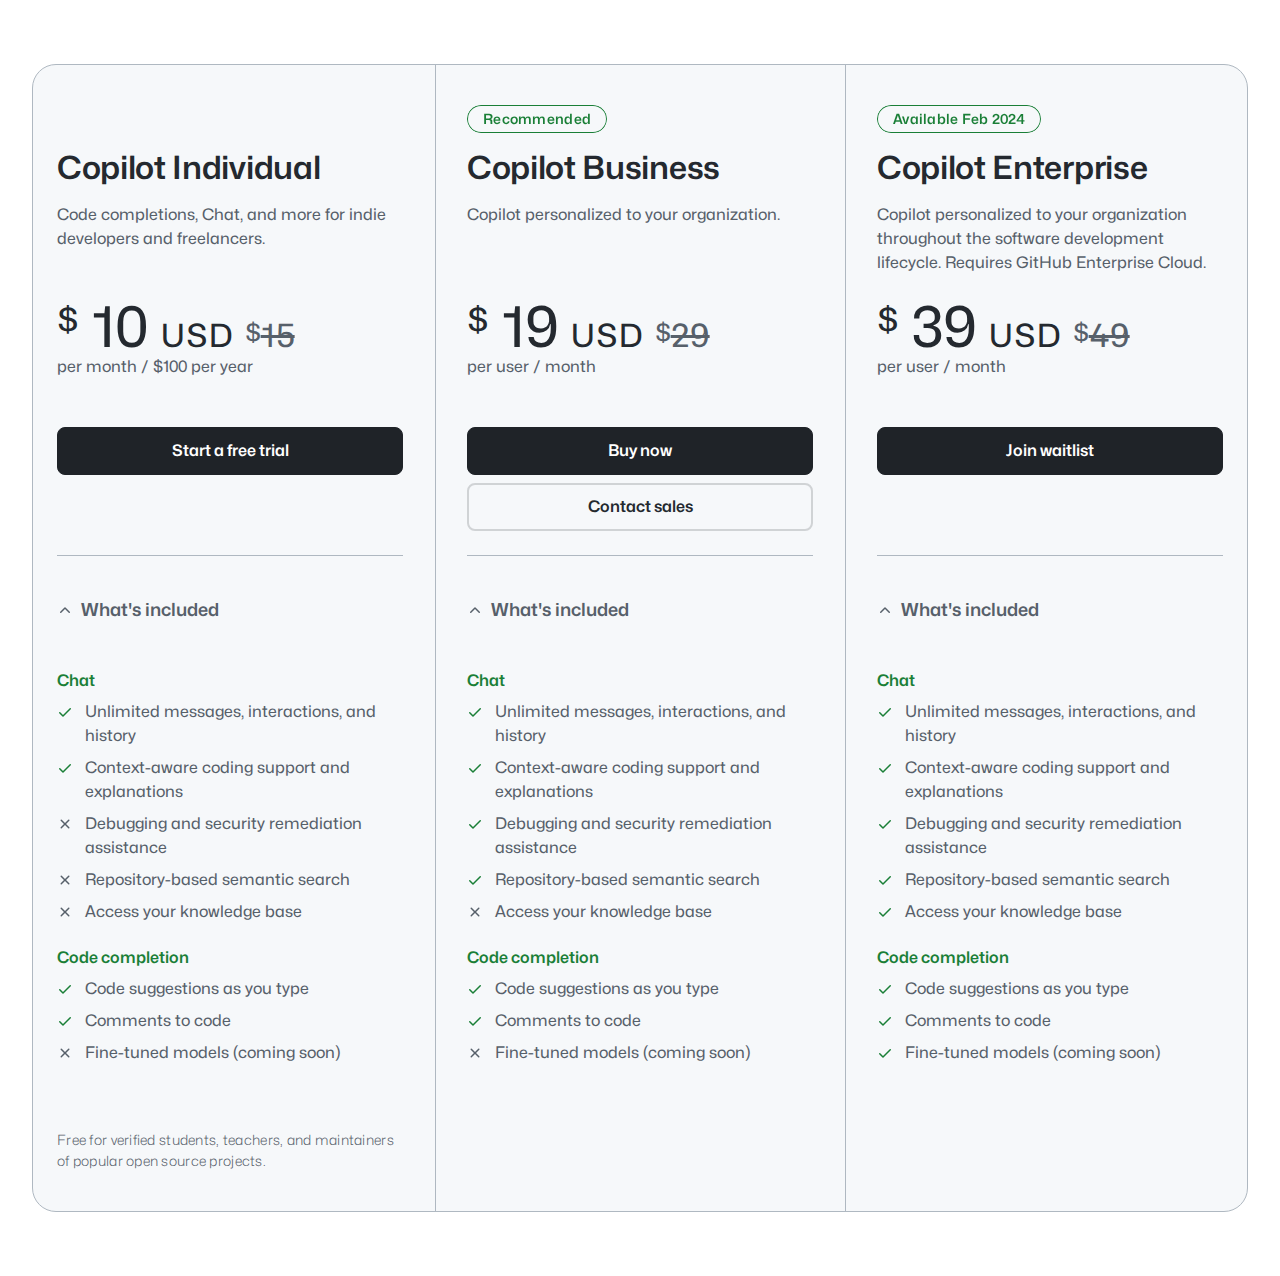 Copilot Individual
Code completions, Chat, and more for indie
developers and freelancers.
$ 10 USD $15
per month / $100 per year
Start a free trial
What's included
Chat
Unlimited messages, interactions, and
history
Context-aware coding support and
explanations
Debugging and security remediation
assistance
Repository-based semantic search
Access your knowledge base
Code completion
Code suggestions as you type
Comments to code
Fine-tuned models (coming soon)
Free for verified students, teachers, and maintainers
of popular open source projects.
Recommended
Copilot Business
Copilot personalized to your organization.
$ 19 USD $29
per user / month
Buy now
Contact sales
What's included
Chat
Unlimited messages, interactions, and
history
Context-aware coding support and
explanations
Debugging and security remediation
assistance
Repository-based semantic search
Access your knowledge base
Code completion
Code suggestions as you type
Comments to code
Fine-tuned models (coming soon)
Available Feb 2024
Copilot Enterprise
Copilot personalized to your organization
throughout the software development
lifecycle. Requires GitHub Enterprise Cloud.
$ 39 USD $49
per user / month
Join waitlist
What's included
Chat
Unlimited messages, interactions, and
history
Context-aware coding support and
explanations
Debugging and security remediation
assistance
Repository-based semantic search
Access your knowledge base
Code completion
Code suggestions as you type
Comments to code
Fine-tuned models (coming soon)